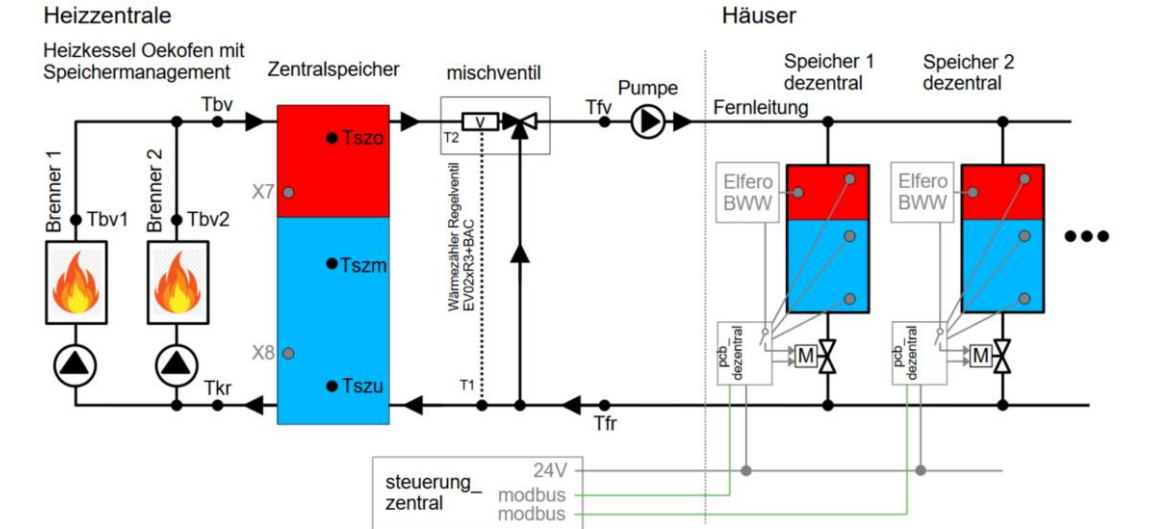 Heizzentrale
Häuser
Heizkessel Oekofen mit
Speichermanagement
Zentralspeicher
mischventil
Pumpe
Speicher 1
dezentral
Speicher 2
dezentral
Tbv
Tfv
Fernleitung
V
T2
Tszo
Brenner 1
Brenner 2
X7
Elfero
BWW
Elfero
BWW
Tbv1
Tbv2
Tszm
Wärmezähler Regelventil
EV02xR3+BAC
X8
pcb_
dezentral
M
pcb_
dezentral
M
Tkr
Tszu
T1
Tfr
steuerung_
zentral
24V
modbus
modbus